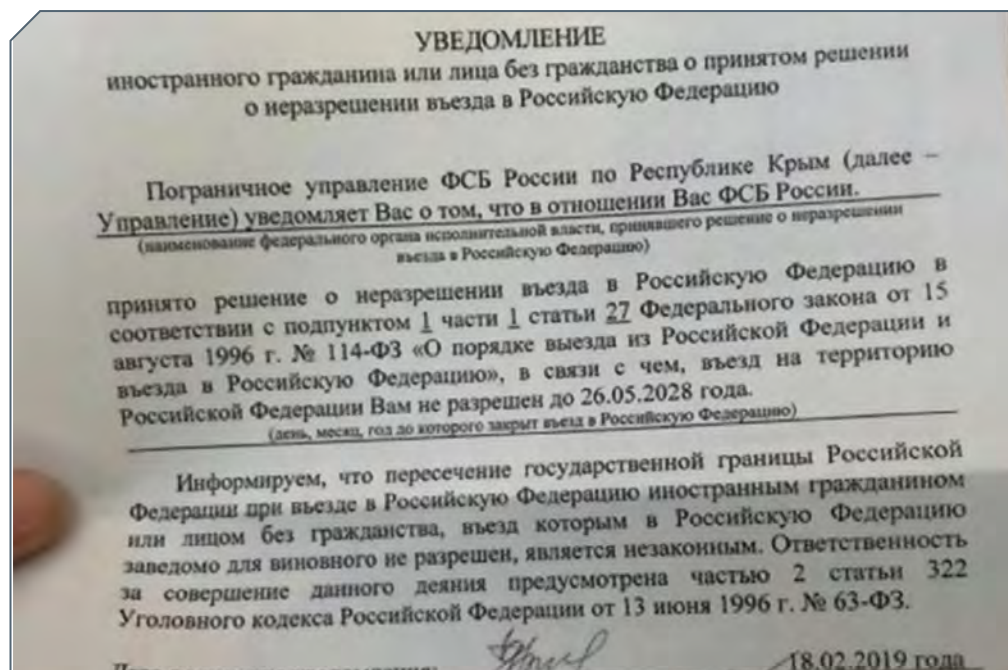 УВЕДОМЛЕНИЕ
иностранного гражданина или лица без гражданства о принятом решении
о неразрешении въезда в Российскую Федерацию
Пограничное управление ФСБ России по Республике Крым (далее –
Управление) уведомляет Вас о том, что в отношении Вас ФСБ России.
(наименование федерального органа исполнительной власти, принявшего решение о неразрешении
въезда в Российскую Федерацию)
принято решение о неразрешении въезда в Российскую Федерацию в
соответствии с подпунктом 1 части 1 статьи 27 Федерального закона от 15
августа 1996 г. № 114-ФЗ «О порядке выезда из Российской Федерации и
въезда в Российскую Федерацию», в связи с чем, въезд на территорию
Российской Федерации Вам не разрешен до 26.05.2028 года.
(день, месяц, год до которого закрыт въезд в Российскую Федерацию)
Информируем, что пересечение государственной границы Российской
Федерации при въезде в Российскую Федерацию иностранным гражданином
или лицом без гражданства, въезд которым в Российскую Федерацию
заведомо для виновного не разрешен, является незаконным. Ответственность
за совершение данного деяния предусмотрена частью 2 статьи 322
Уголовного кодекса Российской Федерации от 13 июня 1996 г. № 63-ФЗ.
18.02.2019 года